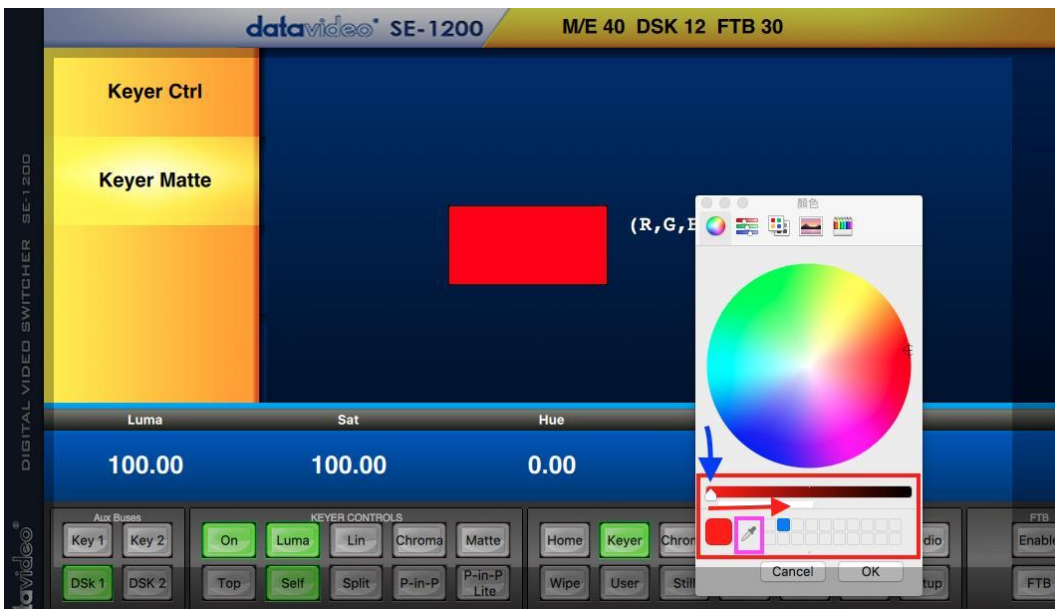 datavideo® SE-1200
M/E 40 DSK 12 FTB 30
Keyer Ctrl
Keyer Matte
(R,G,
顏色
Luma Sat Hue
100.00 100.00 0.00
Aux Buses KEYER CONTROLS FTB
Key 1 Key 2 On Luma Lin Chroma Matte Home Keyer Chro dio Enable
DSk 1 DSK 2 Top Self Split P-in-P P-in-P Lite Wipe User Still tup FTB
Cancel OK
DIGITAL VIDEO SWITCHER SE-1200
datavideo®